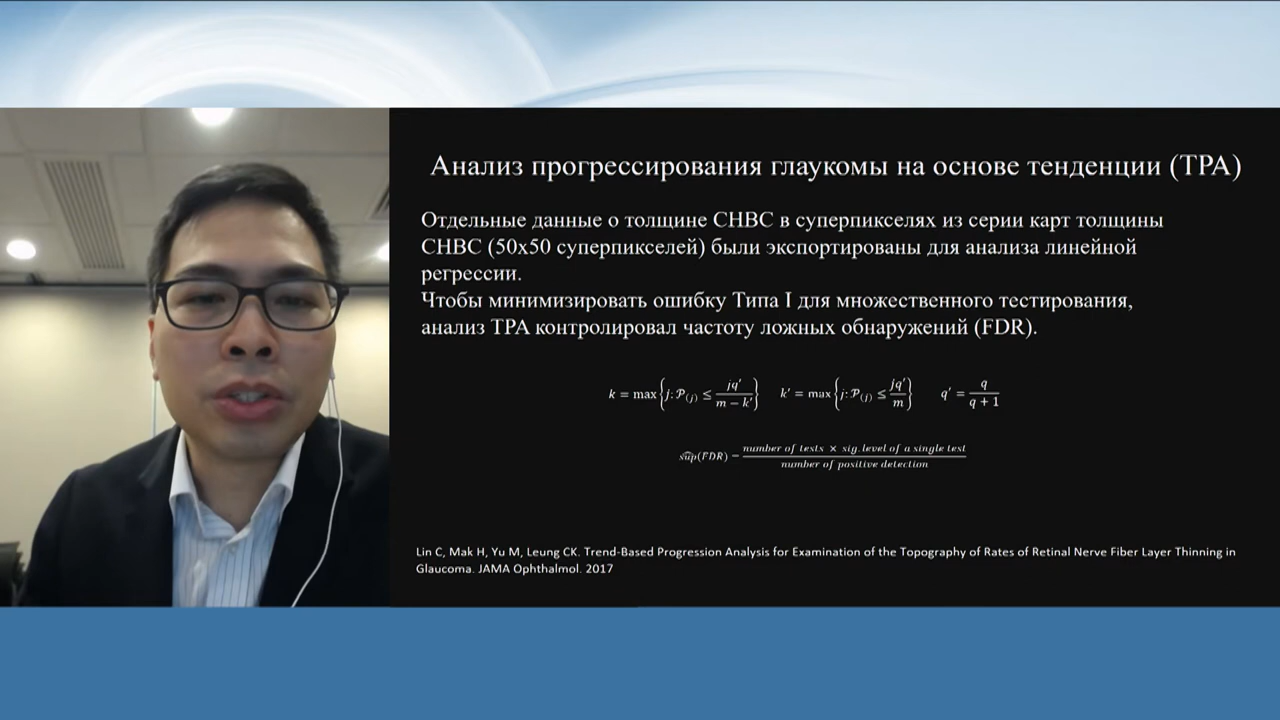 Анализ прогрессирования глаукомы на основе тенденции (TPA)
Отдельные данные о толщине СНВС в суперпикселях из серии карт толщины
СНВС (50x50 суперпикселей) были экспортированы для анализа линейной
регрессии.
Чтобы минимизировать ошибку Типа I для множественного тестирования,
анализ TPA контролировал частоту ложных обнаружений (FDR).
k = max{j: 𝒫(j) ≤ jq′/(m − k′)} k′ = max{j: 𝒫(j) ≤ jq′/m} q′ = q/(q + 1)
sup̂(FDR) = number of tests × sig. level of a single test / number of positive detection
Lin C, Mak H, Yu M, Leung CK. Trend-Based Progression Analysis for Examination of the Topography of Rates of Retinal Nerve Fiber Layer Thinning in
Glaucoma. JAMA Ophthalmol. 2017